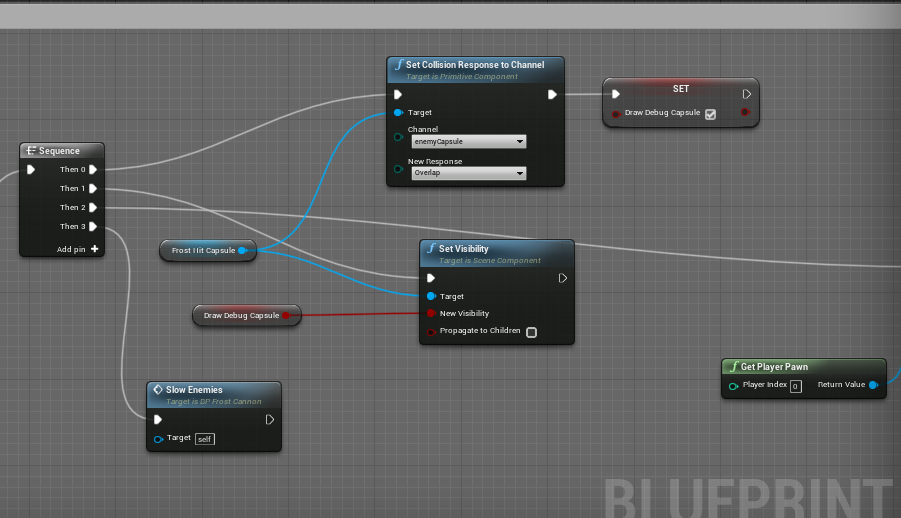 Set Collision Response to Channel
Target is Primitive Component
Target
Channel
enemyCapsule
New Response
Overlap
SET
Draw Debug Capsule
Sequence
Then 0
Then 1
Then 2
Then 3
Add pin
Frost Hit Capsule
Set Visibility
Target is Scene Component
Target
New Visibility
Propagate to Children
Draw Debug Capsule
Slow Enemies
Target is DP Frost Cannon
Target self
Get Player Pawn
Player Index 0 Return Value
BLUEPRINT